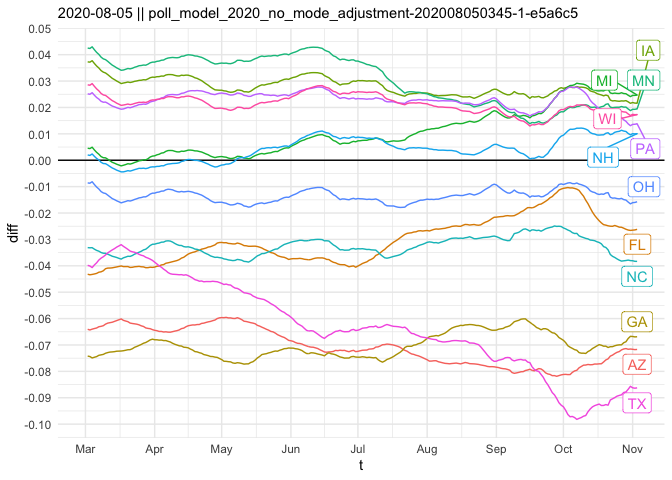 2020-08-05 || poll_model_2020_no_mode_adjustment-202008050345-1-e5a6c5
0.05
0.04
0.03
0.02
0.01
0.00
-0.01
-0.02
-0.03
-0.04
-0.05
-0.06
-0.07
-0.08
-0.09
-0.10
diff
IA
MI
MN
WI
PA
NH
OH
FL
NC
GA
AZ
TX
Mar Apr May Jun Jul Aug Sep Oct Nov
t